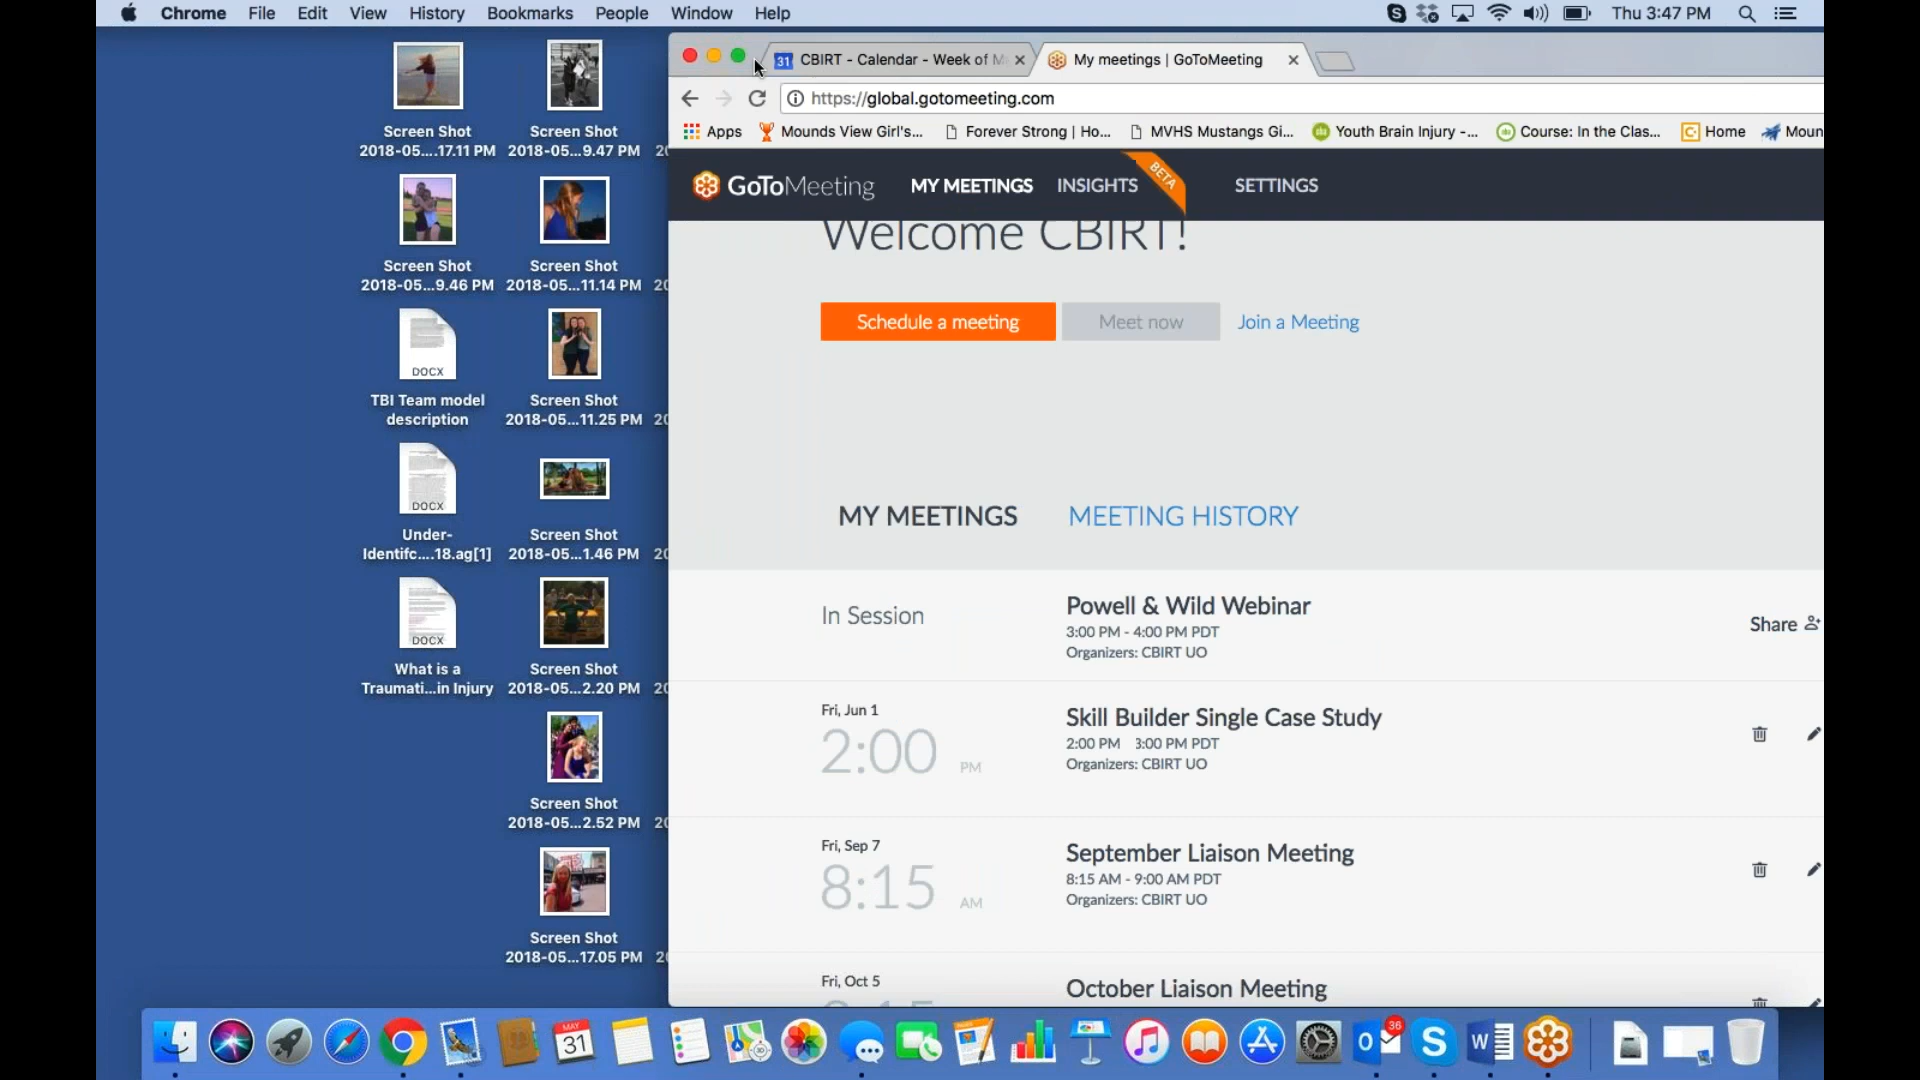 Chrome File Edit View History Bookmarks People Window Help
Thu 3:47 PM
Screen Shot
2018-05....17.11 PM
Screen Shot
2018-05...9.47 PM
Screen Shot
2018-05...9.46 PM
Screen Shot
2018-05...11.14 PM
DOCX
TBI Team model
description
Screen Shot
2018-05...11.25 PM
DOCX
Under-
Identifc....18.ag[1]
Screen Shot
2018-05...1.46 PM
DOCX
What is a
Traumati...in Injury
Screen Shot
2018-05...2.20 PM
Screen Shot
2018-05...2.52 PM
Screen Shot
2018-05...17.05 PM
31 CBIRT - Calendar - Week of M
My meetings | GoToMeeting
https://global.gotomeeting.com
Apps Mounds View Girl's... Forever Strong | Ho... MVHS Mustangs Gi... Youth Brain Injury -... Course: In the Clas... Home Moun
GoToMeeting MY MEETINGS INSIGHTS BETA SETTINGS
Welcome CBIRT!
Schedule a meeting Meet now Join a Meeting
MY MEETINGS MEETING HISTORY
In Session
Powell & Wild Webinar
3:00 PM - 4:00 PM PDT
Organizers: CBIRT UO
Share
Fri, Jun 1
2:00 PM
Skill Builder Single Case Study
2:00 PM 3:00 PM PDT
Organizers: CBIRT UO
Fri, Sep 7
8:15 AM
September Liaison Meeting
8:15 AM - 9:00 AM PDT
Organizers: CBIRT UO
Fri, Oct 5
October Liaison Meeting
MAY
31
36